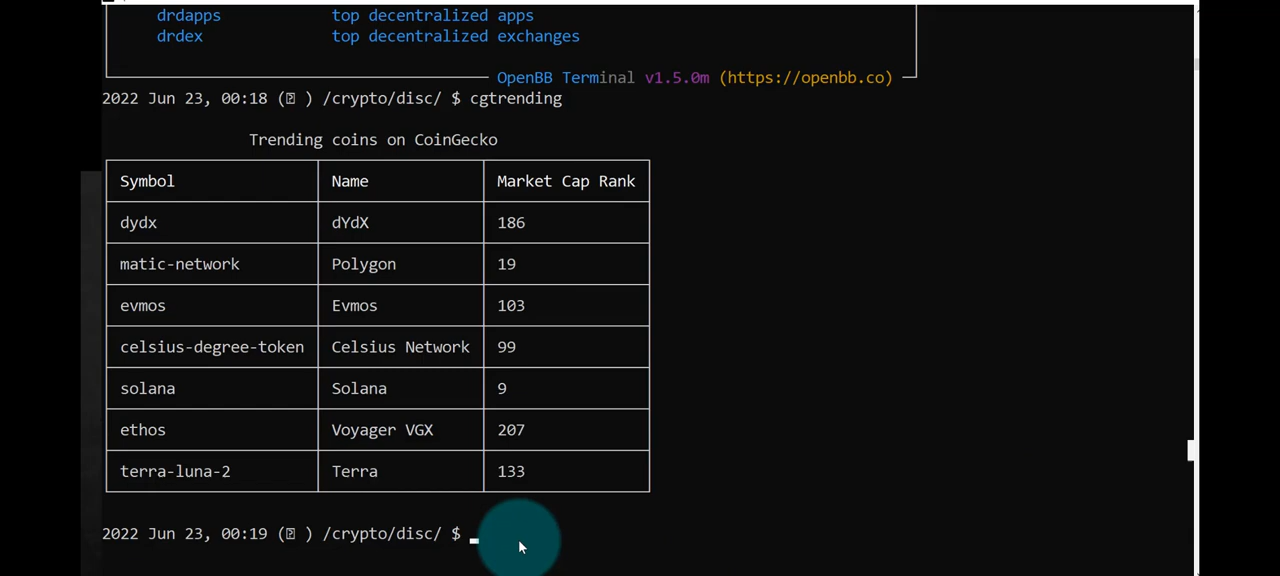 drdapps top decentralized apps
drdex top decentralized exchanges
OpenBB Terminal v1.5.0m (https://openbb.co)
2022 Jun 23, 00:18 ( ) /crypto/disc/ $ cgtrending
Trending coins on CoinGecko
Symbol Name Market Cap Rank
dydx dYdX 186
matic-network Polygon 19
evmos Evmos 103
celsius-degree-token Celsius Network 99
solana Solana 9
ethos Voyager VGX 207
terra-luna-2 Terra 133
2022 Jun 23, 00:19 ( ) /crypto/disc/ $